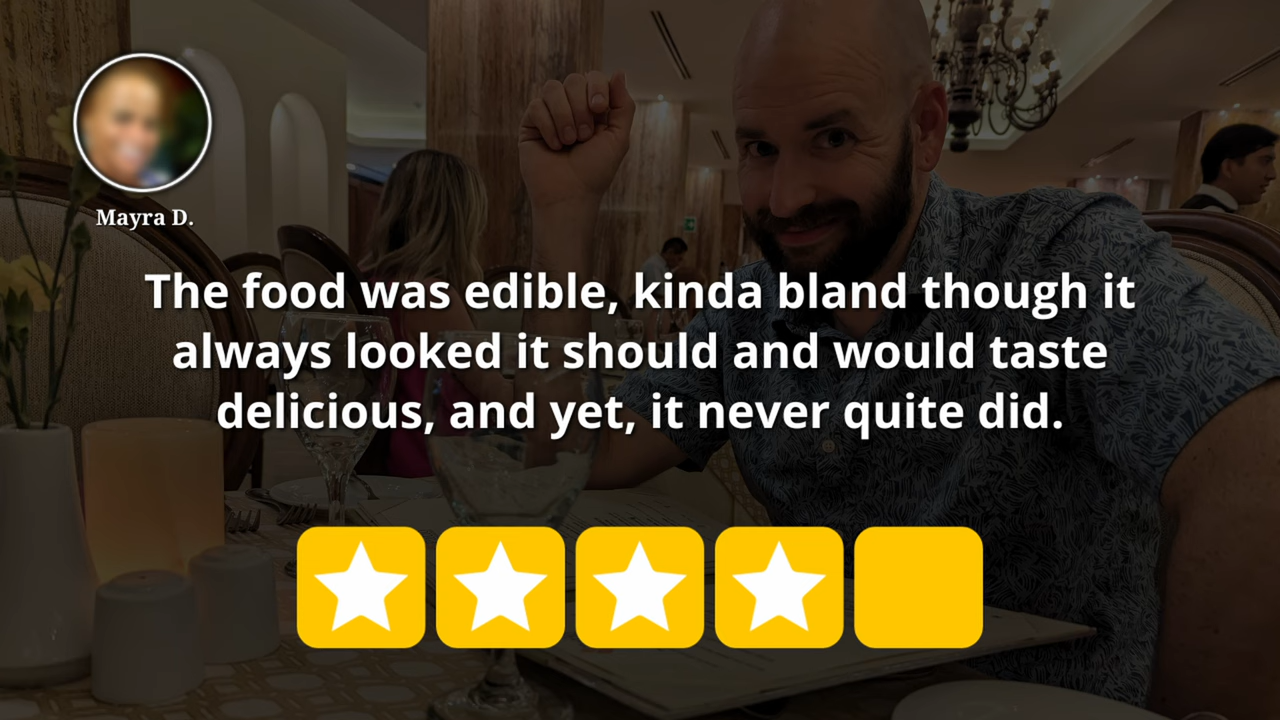 Mayra D.
The food was edible, kinda bland though it
always looked it should and would taste
delicious, and yet, it never quite did.